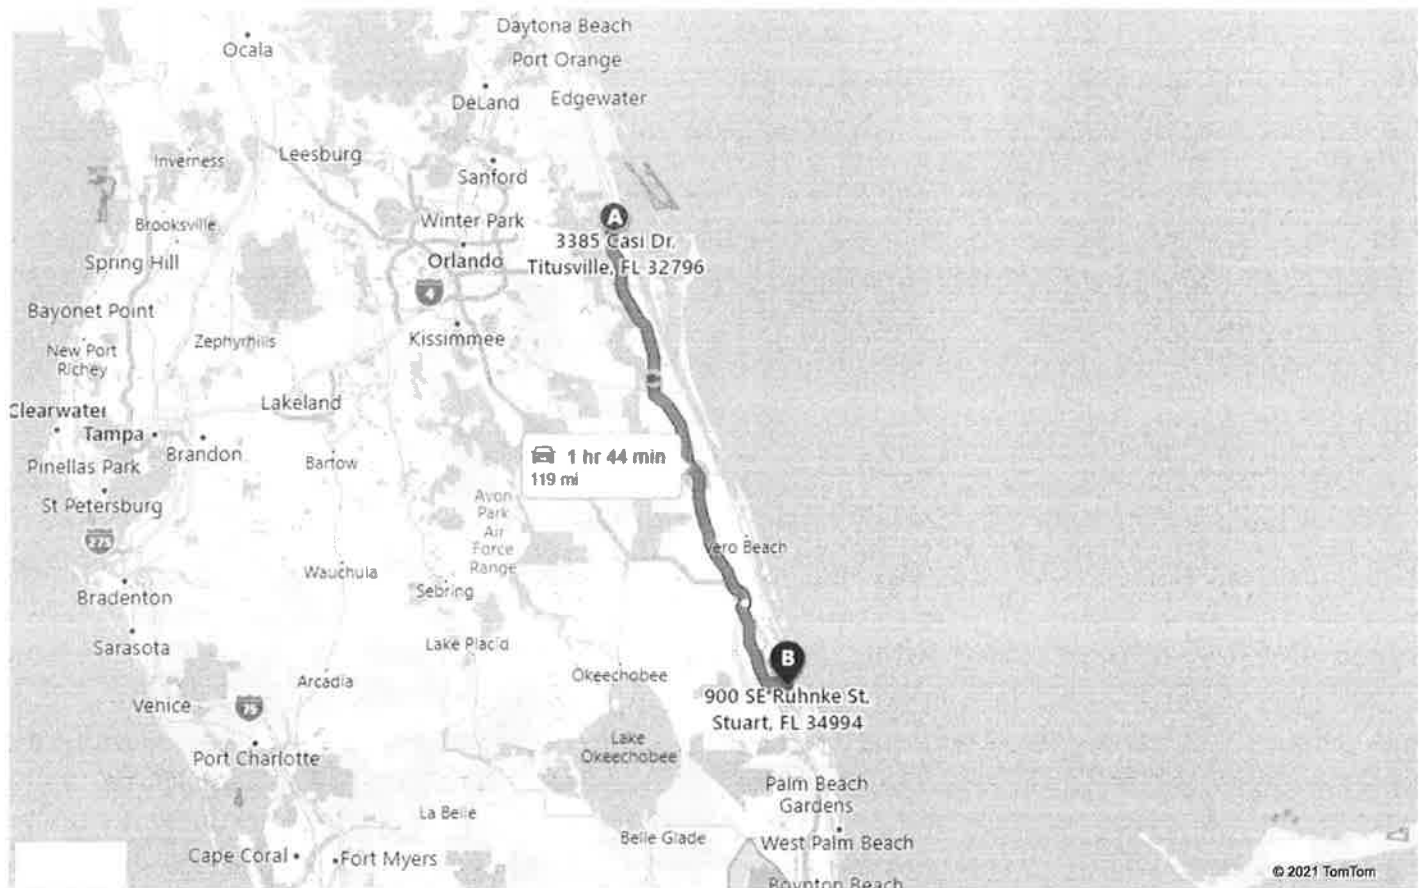 Daytona Beach
Ocala
Port Orange
DeLand
Edgewater
Inverness
Leesburg
Sanford
Brooksville
Winter Park
A
3385 Casi Dr.
Titusville, FL 32796
Spring Hill
Orlando
4
Bayonet Point
Zephyrhills
Kissimmee
New Port
Richey
Lakeland
Clearwater
Tampa
Brandon
Bartow
1 hr 44 min
119 mi
Pinellas Park
St Petersburg
Avon
Park
Air
Force
Range
275
Vero Beach
Wauchula
Sebring
Bradenton
Sarasota
Lake Placid
B
Okeechobee
Arcadia
900 SE Ruhnke St.
Stuart, FL 34994
Venice
75
Lake
Okeechobee
Port Charlotte
Palm Beach
Gardens
La Belle
Belle Glade
West Palm Beach
Cape Coral
Fort Myers
Boynton Beach
© 2021 TomTom